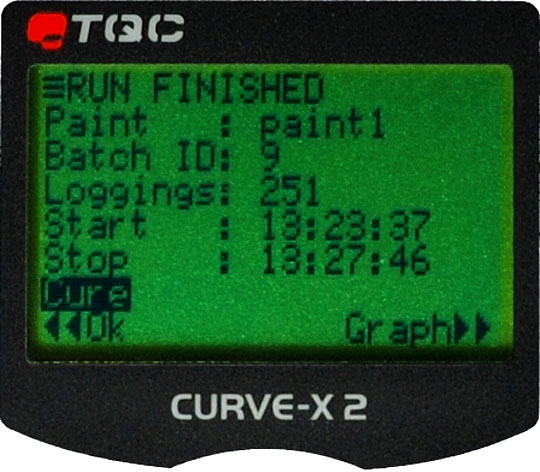 TQC
≡RUN FINISHED
Paint : paint1
Batch ID: 9
Loggings: 251
Start : 13:23:37
Stop : 13:27:46
Cure
◀◀Ok Graph▶▶
CURVE-X 2